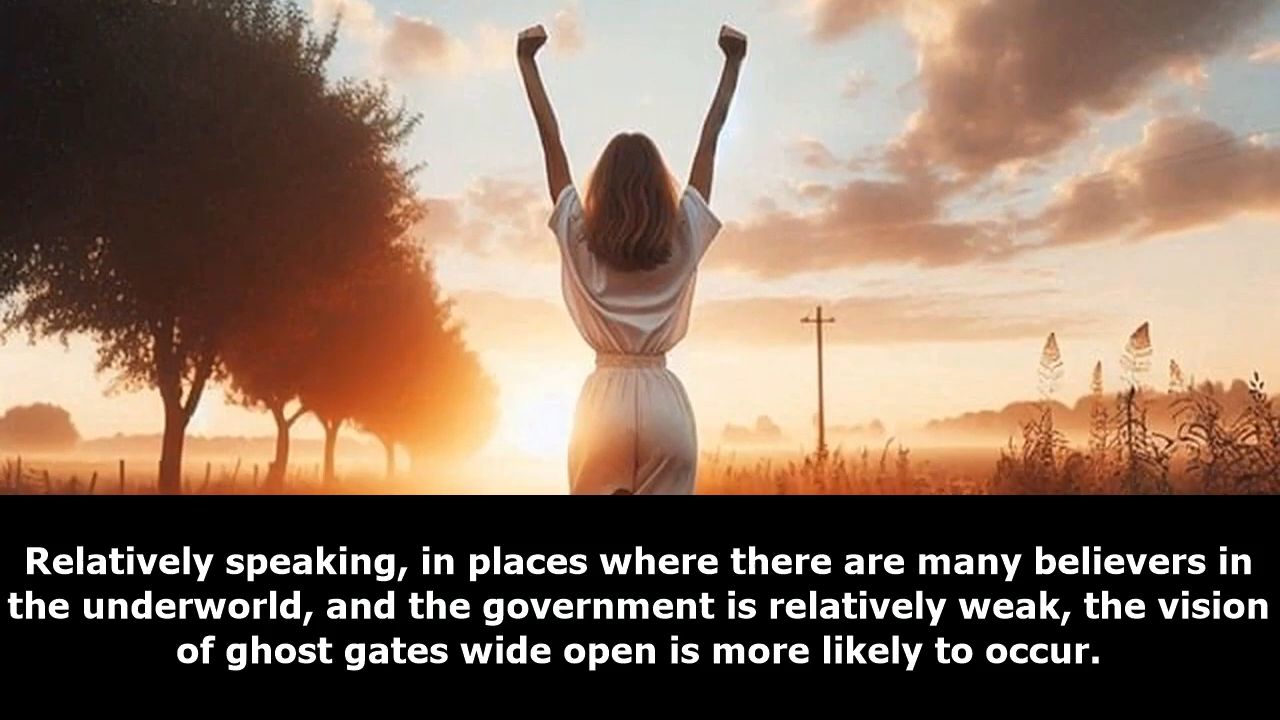 Relatively speaking, in places where there are many believers in
the underworld, and the government is relatively weak, the vision
of ghost gates wide open is more likely to occur.